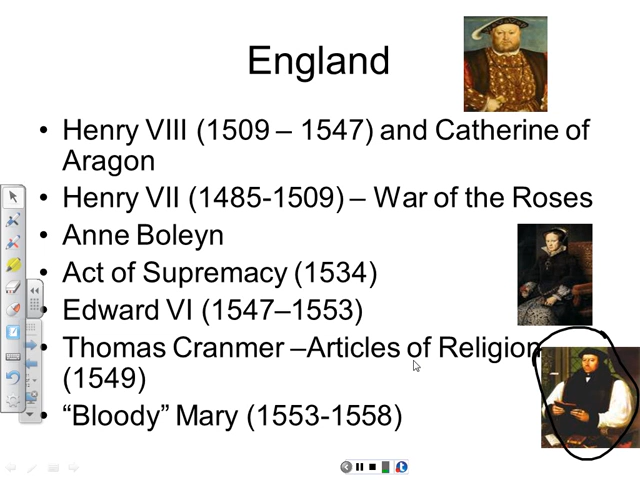 England
• Henry VIII (1509 – 1547) and Catherine of
Aragon
• Henry VII (1485-1509) – War of the Roses
• Anne Boleyn
• Act of Supremacy (1534)
• Edward VI (1547–1553)
• Thomas Cranmer –Articles of Religion
(1549)
• “Bloody” Mary (1553-1558)